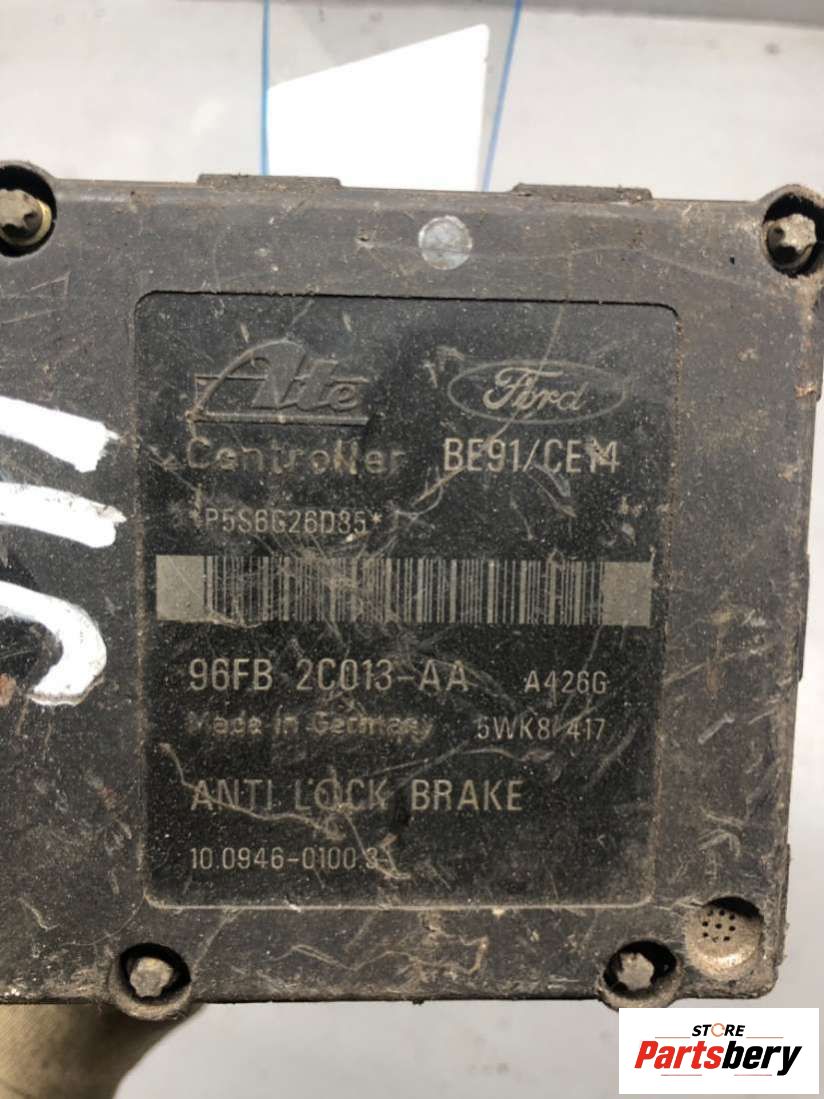 Ate Ford
Controller BE91/CE14
*P5S6G26D85*
96FB 2C013-AA A426G
Made in Germany 5WK8 417
ANTI LOCK BRAKE
10.0946-0100.3
STORE
Partsbery